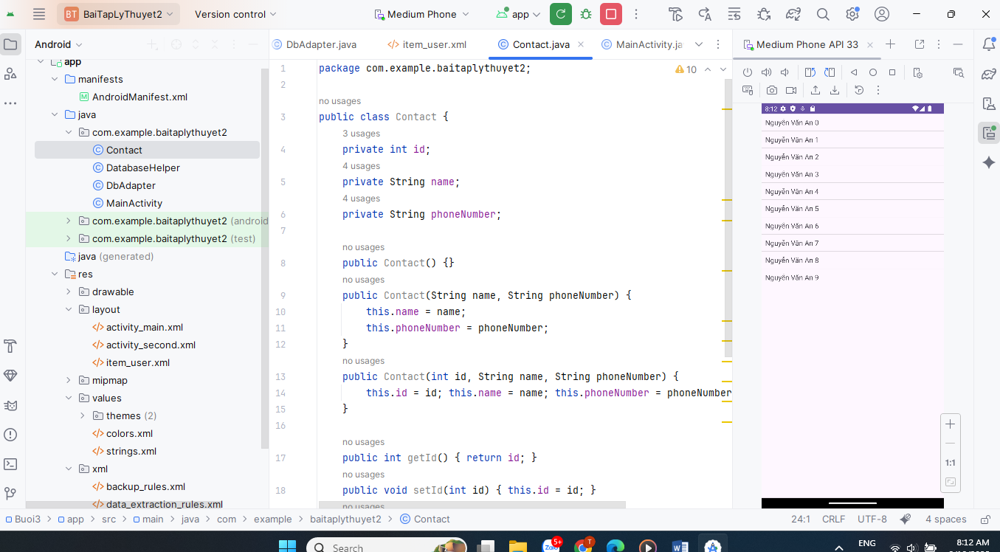 BT BaiTapLyThuyet2 Version control Medium Phone app
Android
DbAdapter.java item_user.xml Contact.java MainActivity.ja
Medium Phone API 33
app
manifests
AndroidManifest.xml
java
com.example.baitaplythuyet2
Contact
DatabaseHelper
DbAdapter
MainActivity
com.example.baitaplythuyet2 (android
com.example.baitaplythuyet2 (test)
java (generated)
res
drawable
layout
activity_main.xml
activity_second.xml
item_user.xml
mipmap
values
themes (2)
colors.xml
strings.xml
xml
backup_rules.xml
data_extraction_rules.xml
10
1 package com.example.baitaplythuyet2;
2
no usages
3 public class Contact {
3 usages
4 private int id;
4 usages
5 private String name;
4 usages
6 private String phoneNumber;
7
no usages
8 public Contact() {}
no usages
9 public Contact(String name, String phoneNumber) {
10 this.name = name;
11 this.phoneNumber = phoneNumber;
12 }
no usages
13 public Contact(int id, String name, String phoneNumber) {
14 this.id = id; this.name = name; this.phoneNumber = phoneNumber
15 }
16
no usages
17 public int getId() { return id; }
no usages
18 public void setId(int id) { this.id = id; }
no usages
8:12
Nguyễn Văn An 0
Nguyễn Văn An 1
Nguyễn Văn An 2
Nguyễn Văn An 3
Nguyễn Văn An 4
Nguyễn Văn An 5
Nguyễn Văn An 6
Nguyễn Văn An 7
Nguyễn Văn An 8
Nguyễn Văn An 9
1:1
Buoi3 > app > src > main > java > com > example > baitaplythuyet2 > Contact
24:1 CRLF UTF-8 4 spaces
Search
Zalo 5+
T
W
ENG
8:12 AM